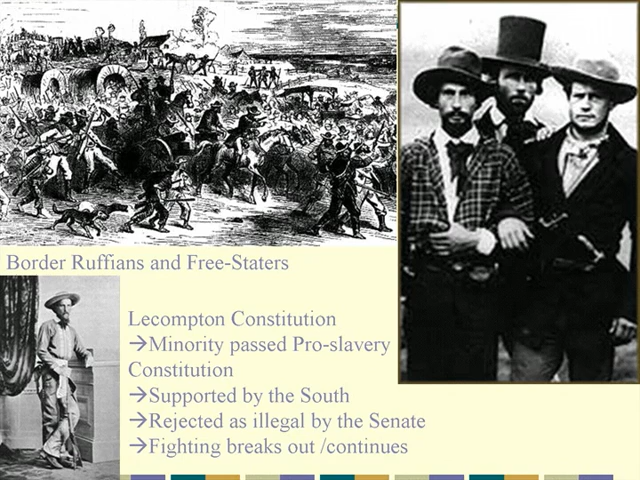 Border Ruffians and Free-Staters
Lecompton Constitution
→Minority passed Pro-slavery
Constitution
→Supported by the South
→Rejected as illegal by the Senate
→Fighting breaks out /continues